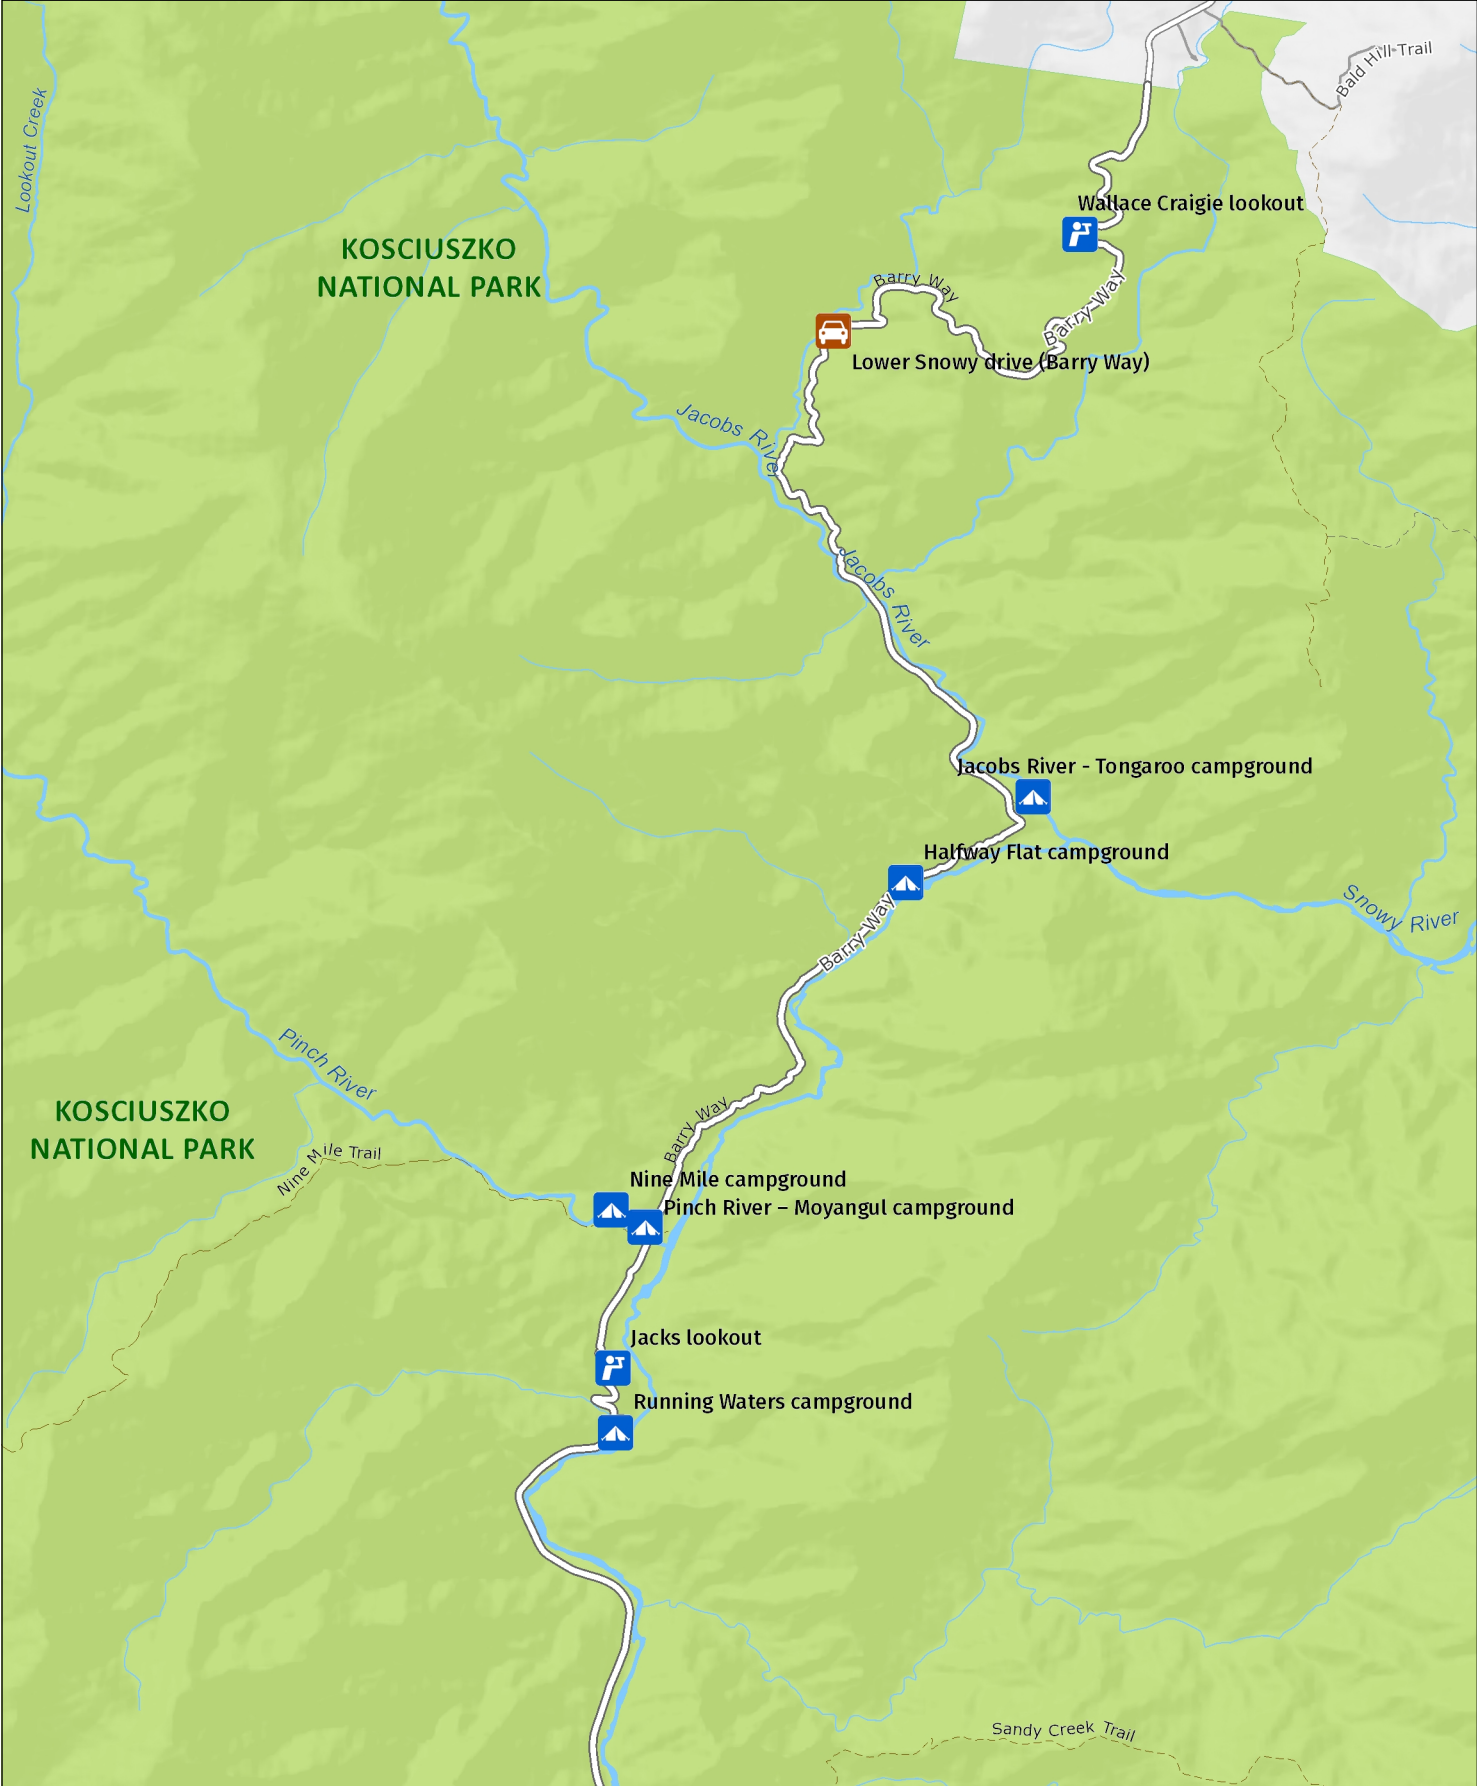 Bald Hill Trail
Lookout Creek
Wallace Craigie lookout
KOSCIUSZKO
NATIONAL PARK
Barry Way
Barry Way
Lower Snowy drive (Barry Way)
Jacobs River
Jacobs River
Jacobs River - Tongaroo campground
Halfway Flat campground
Snowy River
Barry Way
Pinch River
KOSCIUSZKO
NATIONAL PARK
Barry Way
Nine Mile Trail
Nine Mile campground
Pinch River – Moyangul campground
Jacks lookout
Running Waters campground
Sandy Creek Trail